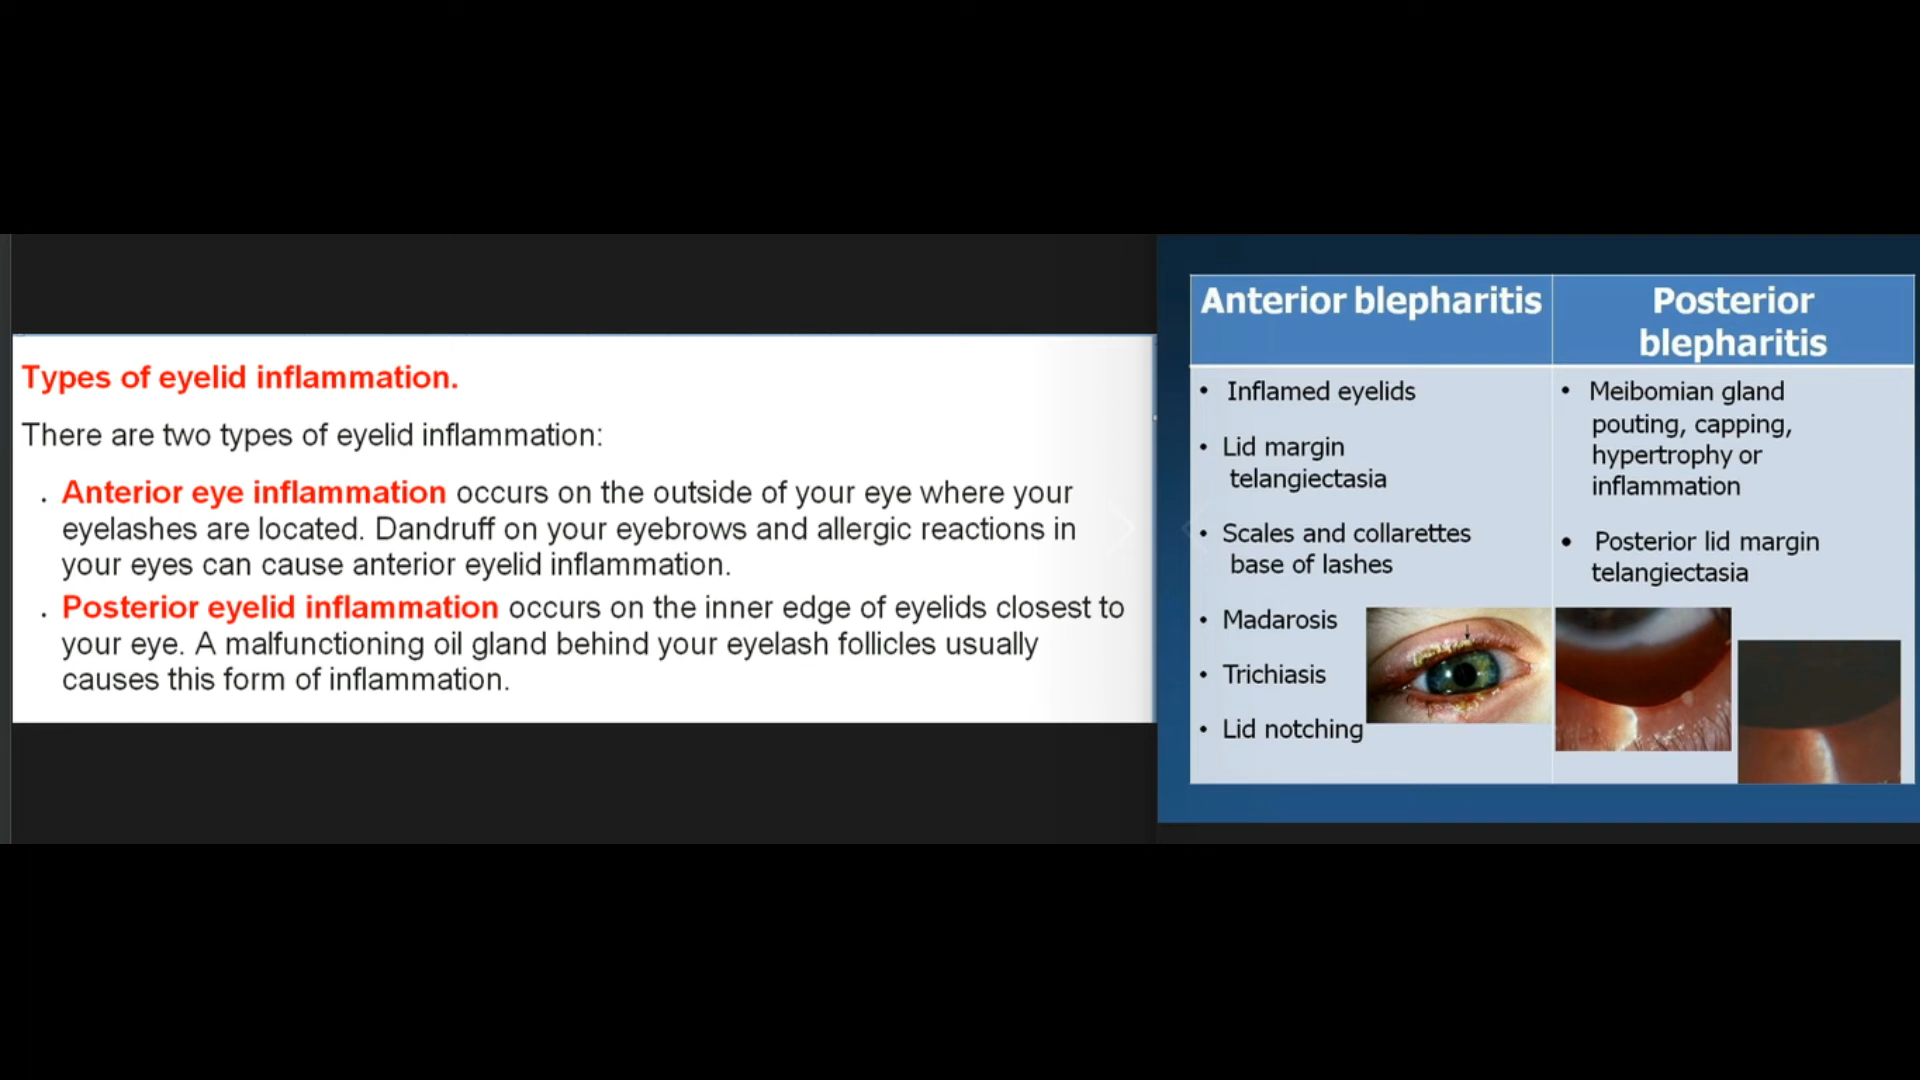 Types of eyelid inflammation.
There are two types of eyelid inflammation:
. Anterior eye inflammation occurs on the outside of your eye where your
eyelashes are located. Dandruff on your eyebrows and allergic reactions in
your eyes can cause anterior eyelid inflammation.
. Posterior eyelid inflammation occurs on the inner edge of eyelids closest to
your eye. A malfunctioning oil gland behind your eyelash follicles usually
causes this form of inflammation.
Anterior blepharitis
• Inflamed eyelids
• Lid margin
telangiectasia
• Scales and collarettes
base of lashes
• Madarosis
• Trichiasis
• Lid notching
Posterior
blepharitis
• Meibomian gland
pouting, capping,
hypertrophy or
inflammation
• Posterior lid margin
telangiectasia